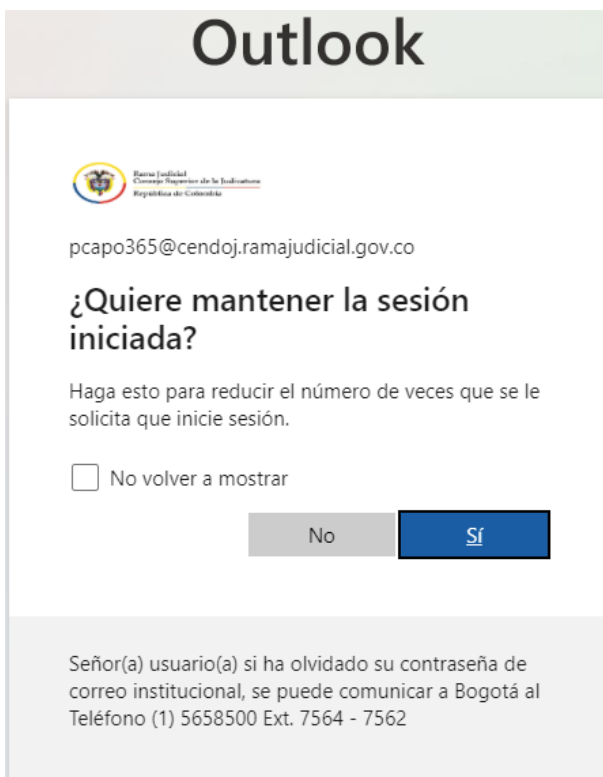 Outlook
Rama Judicial
Consejo Superior de la Judicatura
República de Colombia
pcapo365@cendoj.ramajudicial.gov.co
¿Quiere mantener la sesión
iniciada?
Haga esto para reducir el número de veces que se le
solicita que inicie sesión.
No volver a mostrar
No
Sí
Señor(a) usuario(a) si ha olvidado su contraseña de
correo institucional, se puede comunicar a Bogotá al
Teléfono (1) 5658500 Ext. 7564 - 7562